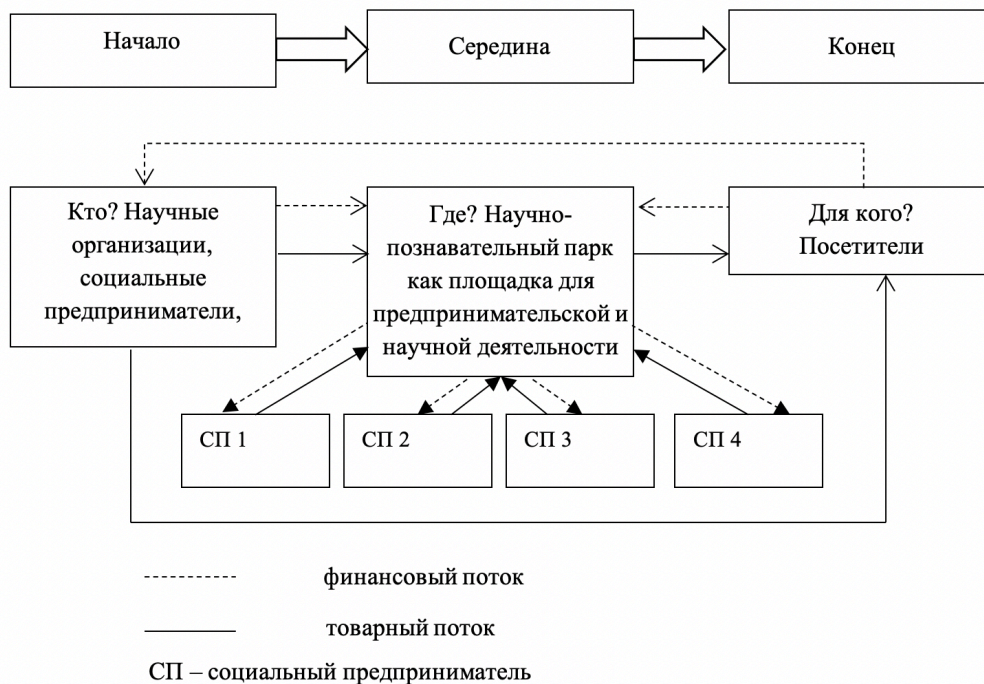 Начало
Середина
Конец
Кто? Научные
организации,
социальные
предприниматели,
Где? Научно-
познавательный парк
как площадка для
предпринимательской и
научной деятельности
Для кого?
Посетители
СП 1
СП 2
СП 3
СП 4
финансовый поток
товарный поток
СП – социальный предприниматель